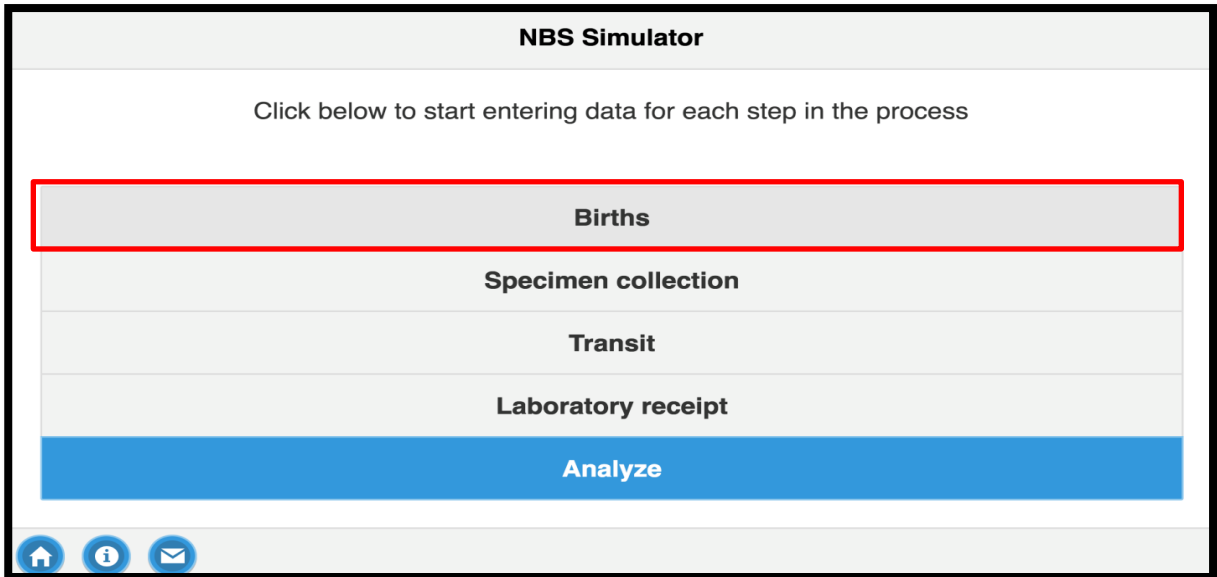 NBS Simulator
Click below to start entering data for each step in the process
Births
Specimen collection
Transit
Laboratory receipt
Analyze